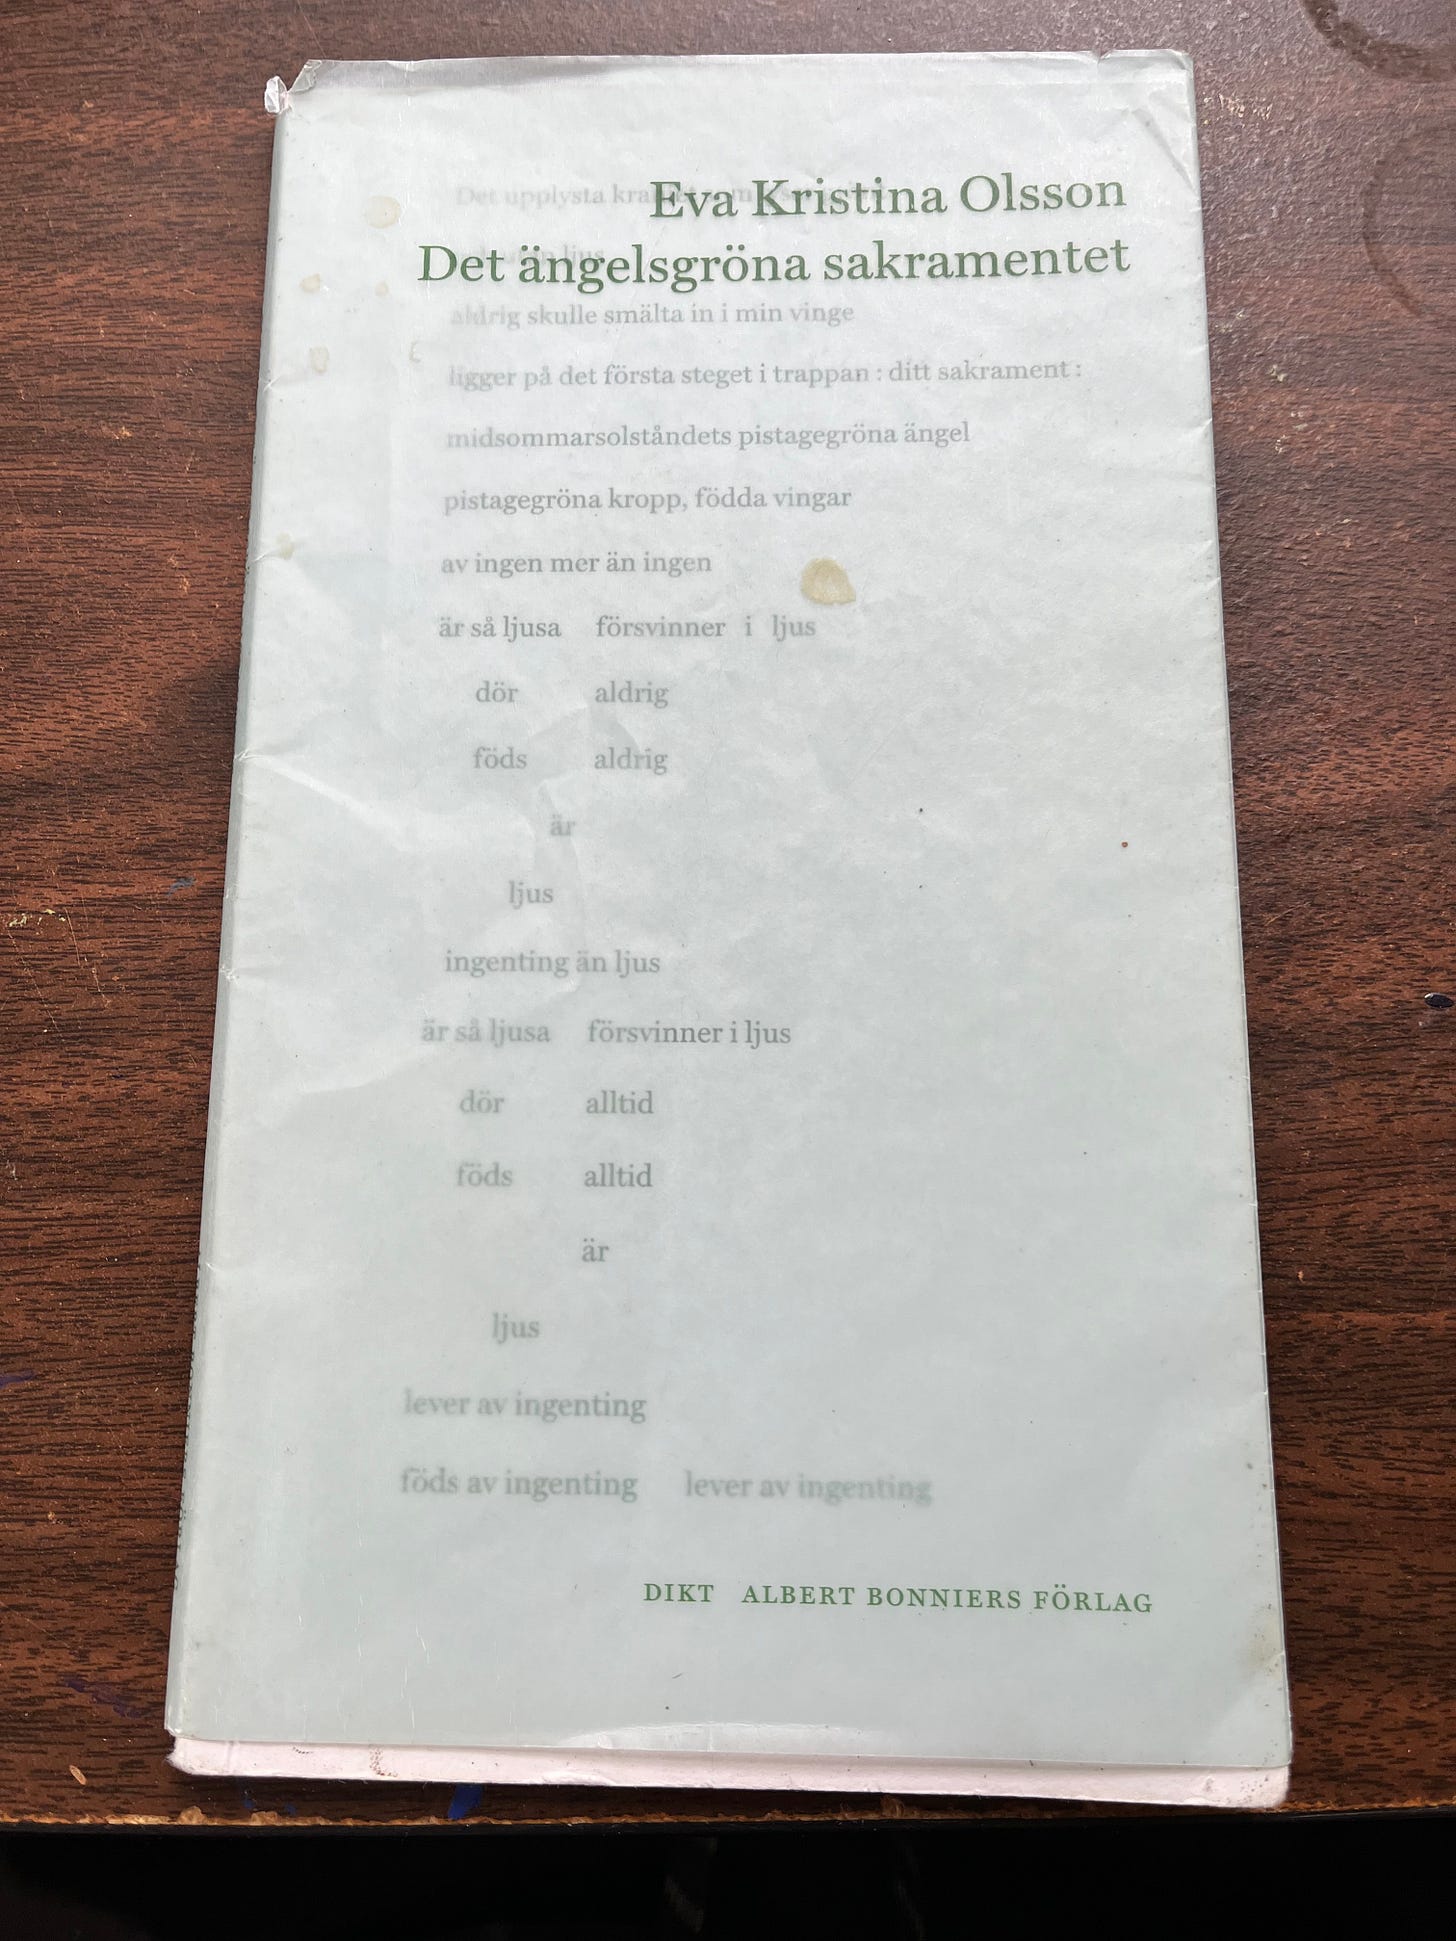 Eva Kristina Olsson
Det ängelsgröna sakramentet
Det upplysta
ljus
aldrig skulle smälta in i min vinge
ligger på det första steget i trappan : ditt sakrament :
midsommarsolståndets pistagegröna ängel
pistagegröna kropp, födda vingar
av ingen mer än ingen
är så ljusa försvinner i ljus
dör aldrig
föds aldrig
är
ljus
ingenting än ljus
är så ljusa försvinner i ljus
dör alltid
föds alltid
är
ljus
lever av ingenting
föds av ingenting lever av ingenting
DIKT ALBERT BONNIERS FÖRLAG